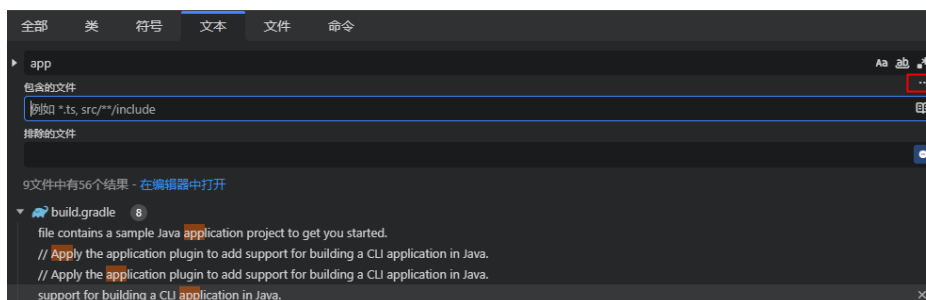 全部 类 符号 文本 文件 命令
app Aa ab .*
包含的文件 ...
例如 *.ts, src/**/include
排除的文件
9文件中有56个结果 - 在编辑器中打开
build.gradle 8
file contains a sample Java application project to get you started.
// Apply the application plugin to add support for building a CLI application in Java.
// Apply the application plugin to add support for building a CLI application in Java.
support for building a CLI application in Java.